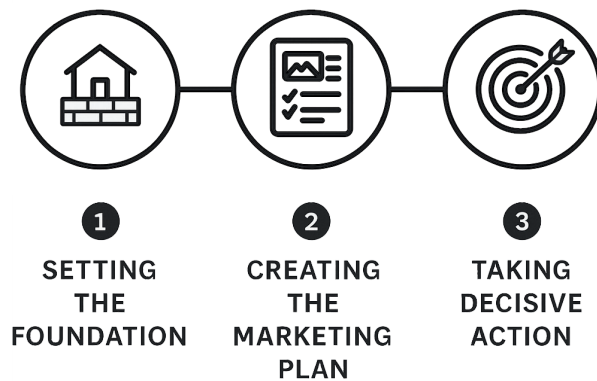 1
SETTING
THE
FOUNDATION
2
CREATING
THE
MARKETING
PLAN
3
TAKING
DECISIVE
ACTION